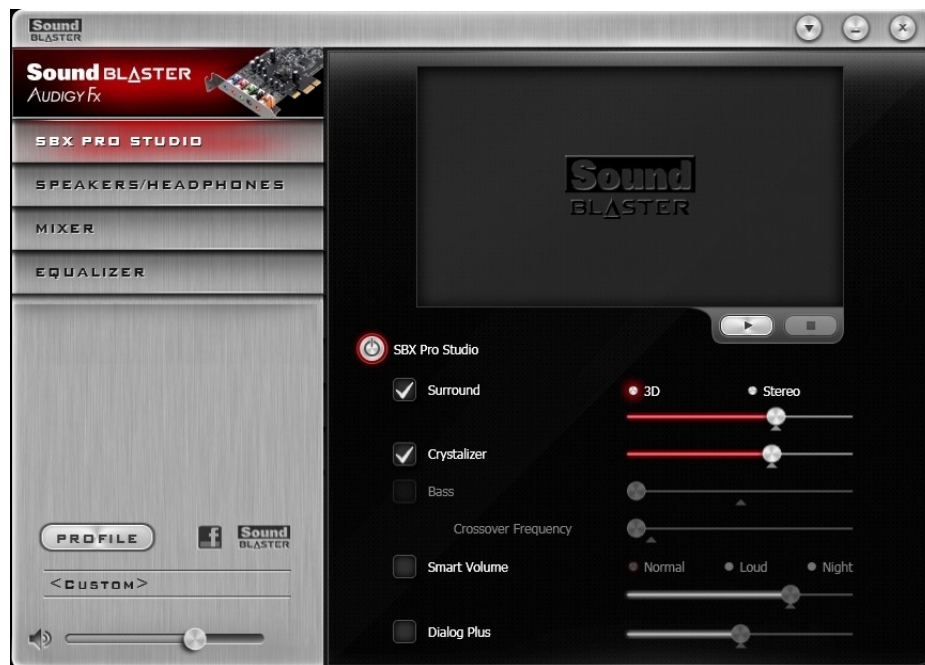 Sound
BLASTER
Sound BLASTER
AUDIGY Fx
SBX PRO STUDIO
SPEAKERS/HEADPHONES
MIXER
EQUALIZER
Sound
BLASTER
SBX Pro Studio
Surround
3D
Stereo
Crystalizer
Bass
Crossover Frequency
Smart Volume
Normal
Loud
Night
Dialog Plus
PROFILE
f
Sound
BLASTER
<CUSTOM>